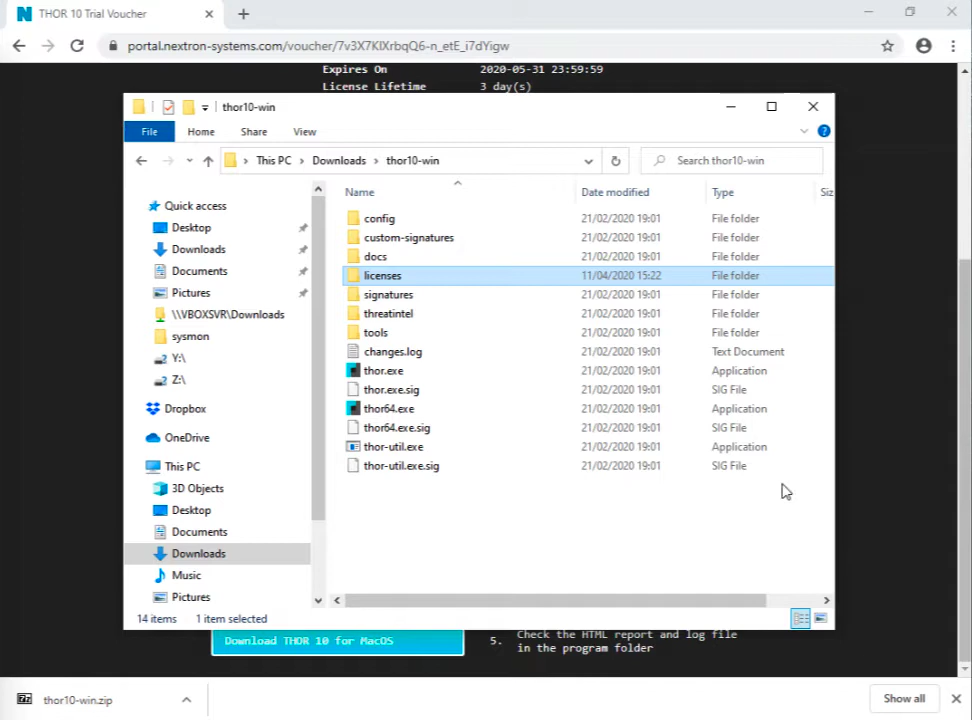 THOR 10 Trial Voucher
portal.nextron-systems.com/voucher/7v3X7KlXrbqQ6-n_etE_i7dYigw
Expires On 2020-05-31 23:59:59
License Lifetime 3 day(s)
thor10-win
File Home Share View
This PC Downloads thor10-win Search thor10-win
Name Date modified Type Siz
Quick access
Desktop
Downloads
Documents
Pictures
\\VBOXSVR\Downloads
sysmon
Y:\
Z:\
Dropbox
OneDrive
This PC
3D Objects
Desktop
Documents
Downloads
Music
Pictures
config 21/02/2020 19:01 File folder
custom-signatures 21/02/2020 19:01 File folder
docs 21/02/2020 19:01 File folder
licenses 11/04/2020 15:22 File folder
signatures 21/02/2020 19:01 File folder
threatintel 21/02/2020 19:01 File folder
tools 21/02/2020 19:01 File folder
changes.log 21/02/2020 19:01 Text Document
thor.exe 21/02/2020 19:01 Application
thor.exe.sig 21/02/2020 19:01 SIG File
thor64.exe 21/02/2020 19:01 Application
thor64.exe.sig 21/02/2020 19:01 SIG File
thor-util.exe 21/02/2020 19:01 Application
thor-util.exe.sig 21/02/2020 19:01 SIG File
14 items 1 item selected
Download THOR 10 for MacOS
5. Check the HTML report and log file
in the program folder
thor10-win.zip
Show all